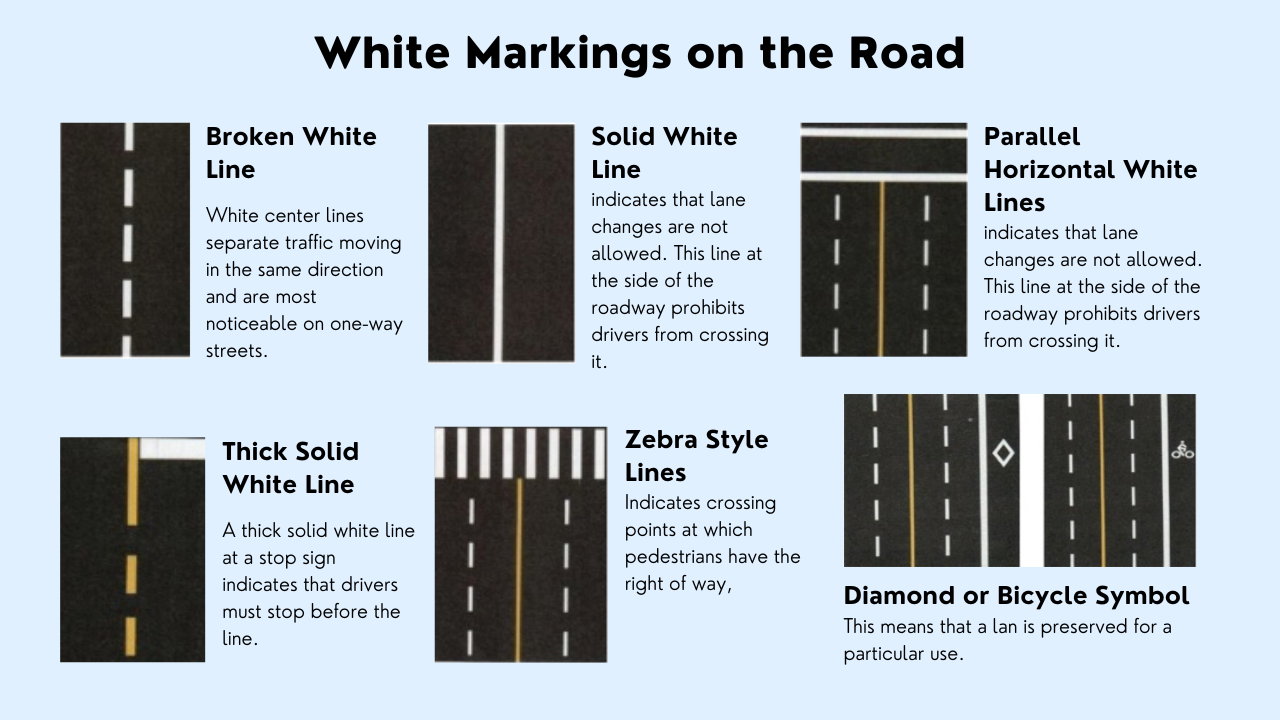 White Markings on the Road
Broken White
Line
White center lines
separate traffic moving
in the same direction
and are most
noticeable on one-way
streets.
Solid White
Line
indicates that lane
changes are not
allowed. This line at
the side of the
roadway prohibits
drivers from crossing
it.
Parallel
Horizontal White
Lines
indicates that lane
changes are not allowed.
This line at the side of the
roadway prohibits drivers
from crossing it.
Thick Solid
White Line
A thick solid white line
at a stop sign
indicates that drivers
must stop before the
line.
Zebra Style
Lines
Indicates crossing
points at which
pedestrians have the
right of way,
Diamond or Bicycle Symbol
This means that a lan is preserved for a
particular use.